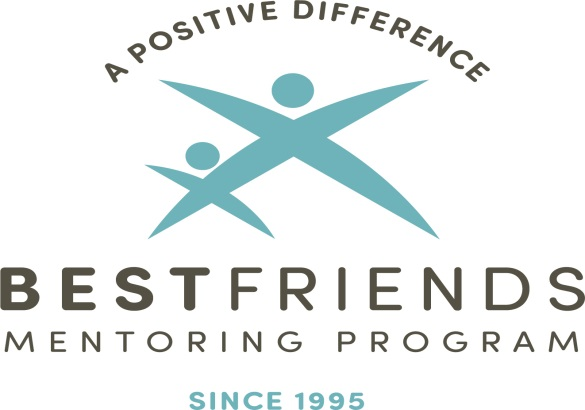 A POSITIVE DIFFERENCE
BESTFRIENDS
MENTORING PROGRAM
SINCE 1995